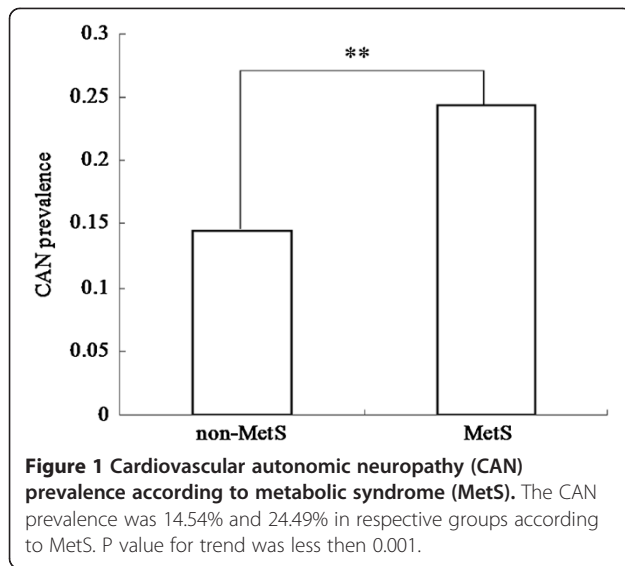 0.3
**
0.25
0.2
0.15
0.1
0.05
0
CAN prevalence
non-MetS MetS
Figure 1 Cardiovascular autonomic neuropathy (CAN)
prevalence according to metabolic syndrome (MetS). The CAN
prevalence was 14.54% and 24.49% in respective groups according
to MetS. P value for trend was less then 0.001.